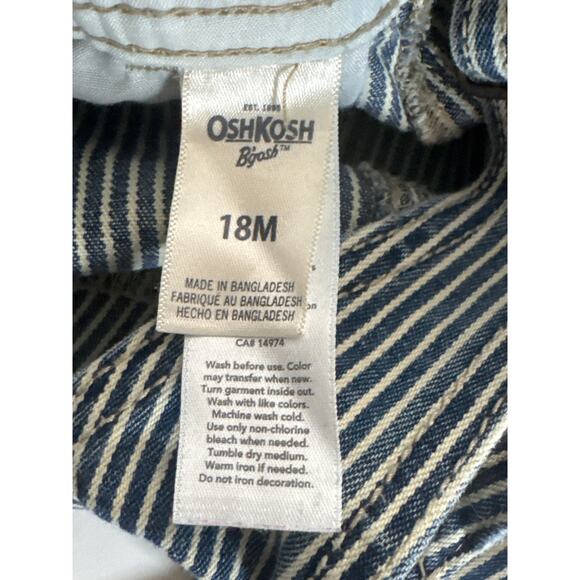 EST. 1895
OSHKOSH
B'gosh™
18M
MADE IN BANGLADESH
FABRIQUÉ AU BANGLADESH
HECHO EN BANGLADESH
CA# 14974
Wash before use. Color
may transfer when new.
Turn garment inside out.
Wash with like colors.
Machine wash cold.
Use only non-chlorine
bleach when needed.
Tumble dry medium.
Warm iron if needed.
Do not iron decoration.